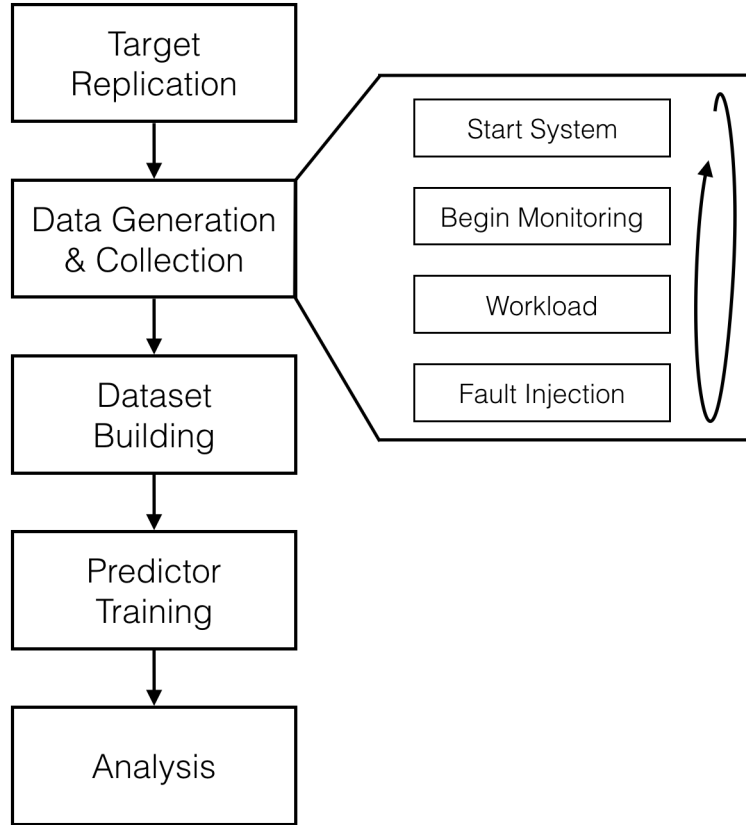 Target
Replication
Data Generation
& Collection
Dataset
Building
Predictor
Training
Analysis
Start System
Begin Monitoring
Workload
Fault Injection